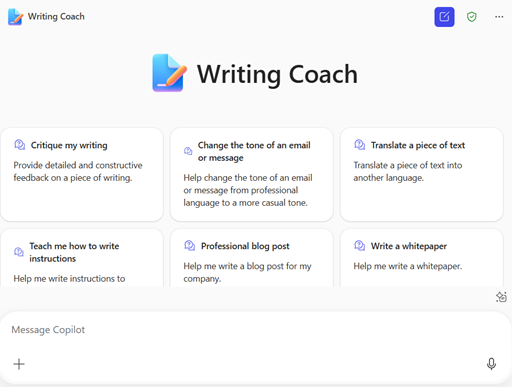 Writing Coach
Writing Coach
Critique my writing
Provide detailed and constructive
feedback on a piece of writing.
Change the tone of an email
or message
Help change the tone of an email
or message from professional
language to a more casual tone.
Translate a piece of text
Translate a piece of text into
another language.
Teach me how to write
instructions
Help me write instructions to
Professional blog post
Help me write a blog post for my
company.
Write a whitepaper
Help me write a whitepaper.
Message Copilot